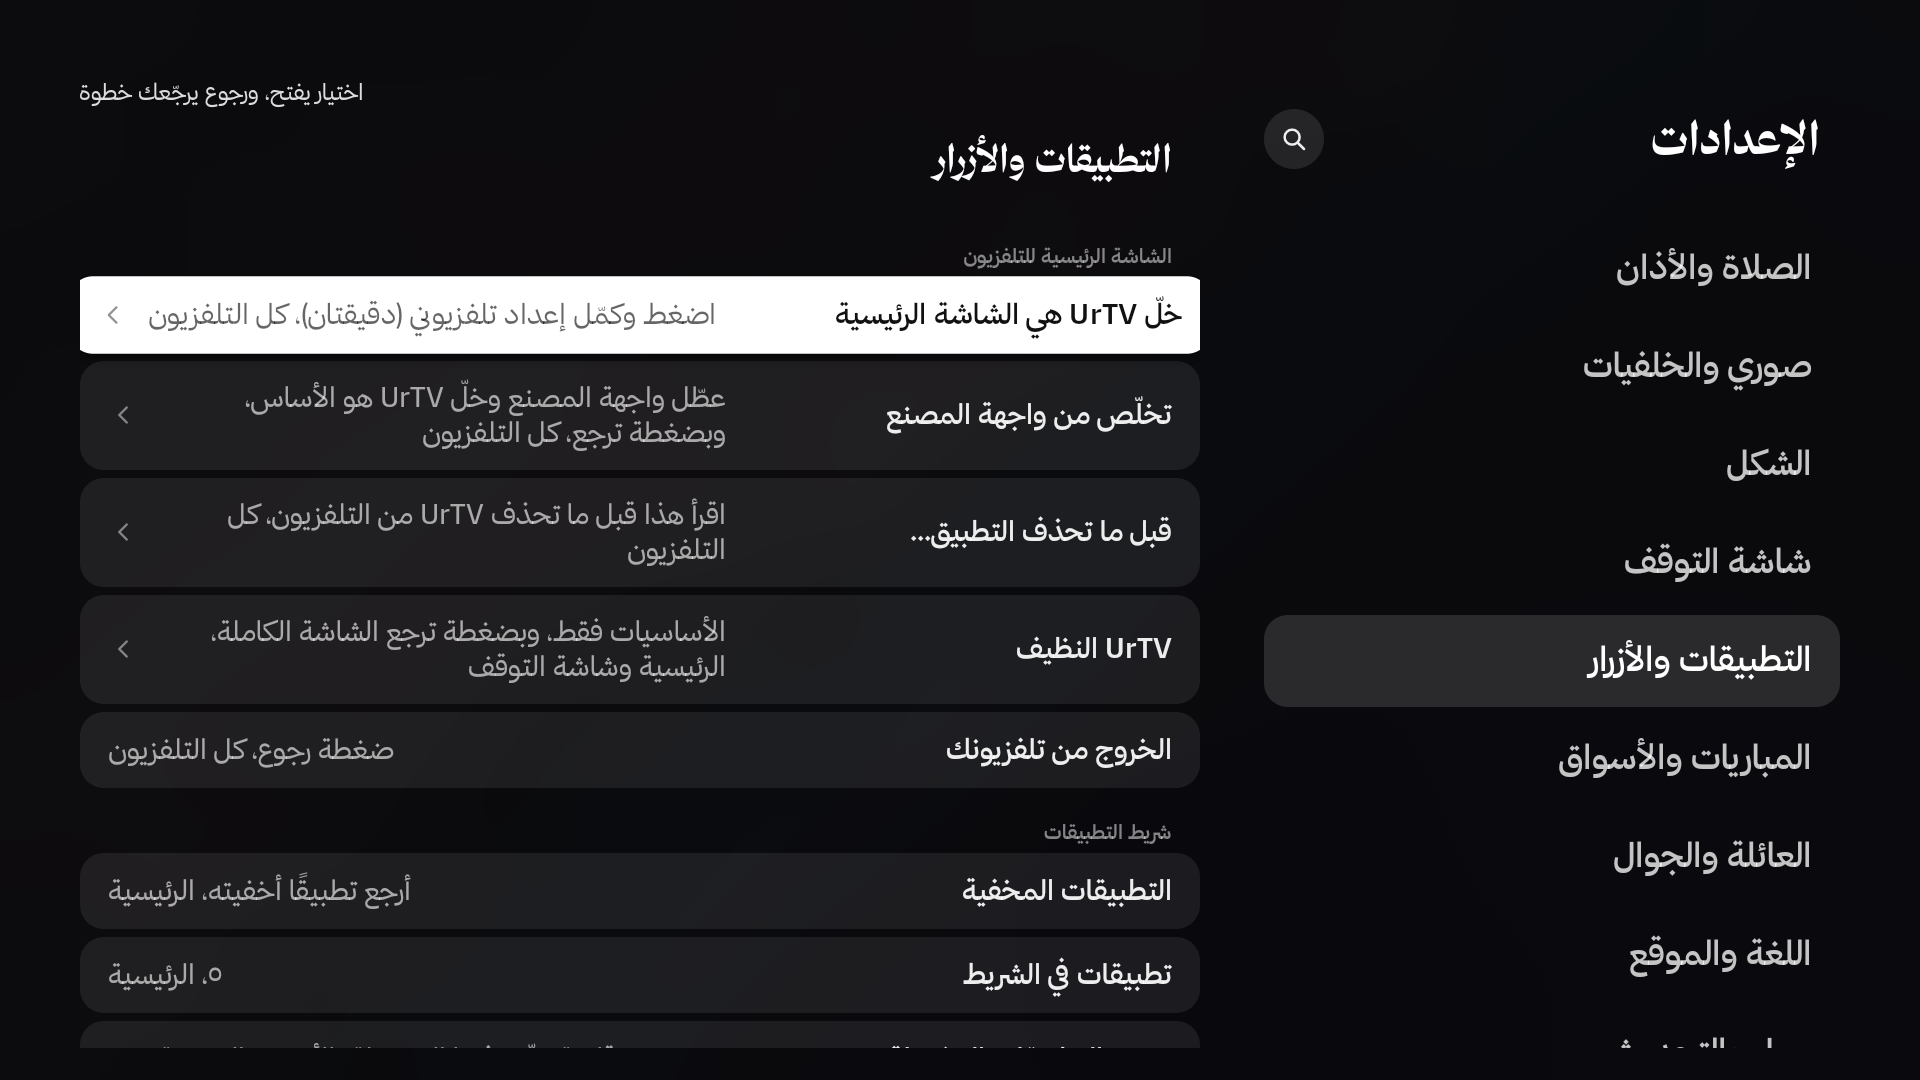 الإعدادات
الصلاة والأذان
صوري والخلفيات
الشكل
شاشة التوقف
التطبيقات والأزرار
المباريات والأسواق
العائلة والجوال
اللغة والموقع
اختيار يفتح، ورجوع يرجّعك خطوة
التطبيقات والأزرار
الشاشة الرئيسية للتلفزيون
خلّ UrTV هي الشاشة الرئيسية
اضغط وكمّل إعداد تلفزيوني (دقيقتان)، كل التلفزيون
تخلّص من واجهة المصنع
عطّل واجهة المصنع وخلّ UrTV هو الأساس،
وبضغطة ترجع، كل التلفزيون
قبل ما تحذف التطبيق...
اقرأ هذا قبل ما تحذف UrTV من التلفزيون، كل
التلفزيون
UrTV النظيف
الأساسيات فقط، وبضغطة ترجع الشاشة الكاملة،
الرئيسية وشاشة التوقف
الخروج من تلفزيونك
ضغطة رجوع، كل التلفزيون
شريط التطبيقات
التطبيقات المخفية
أرجع تطبيقًا أخفيته، الرئيسية
تطبيقات في الشريط
٥، الرئيسية